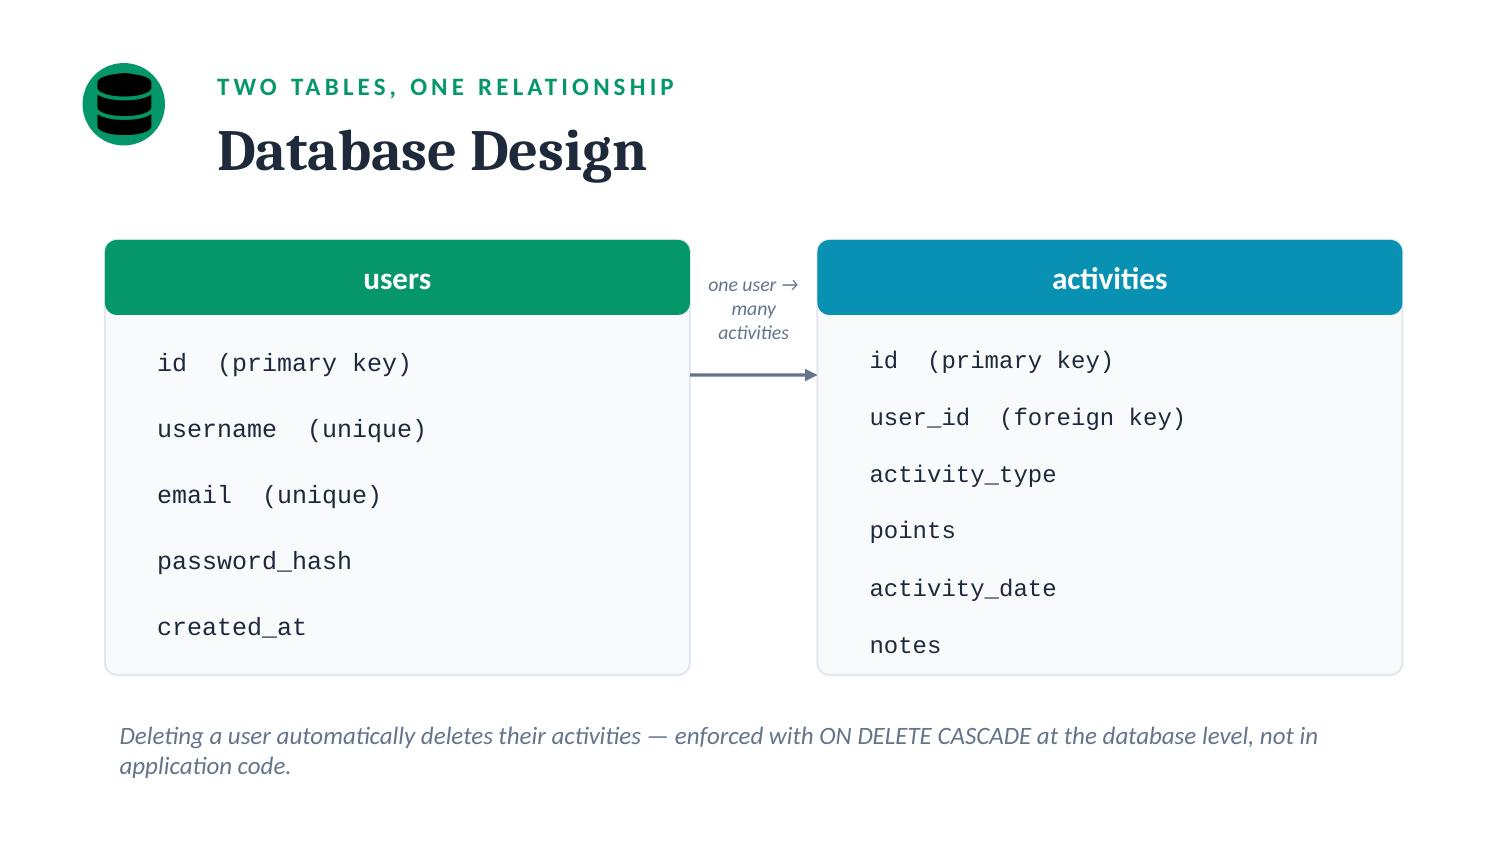 TWO TABLES, ONE RELATIONSHIP
Database Design
users
id  (primary key)
username  (unique)
email  (unique)
password_hash
created_at
one user →
many
activities
activities
id  (primary key)
user_id  (foreign key)
activity_type
points
activity_date
notes
Deleting a user automatically deletes their activities — enforced with ON DELETE CASCADE at the database level, not in
application code.